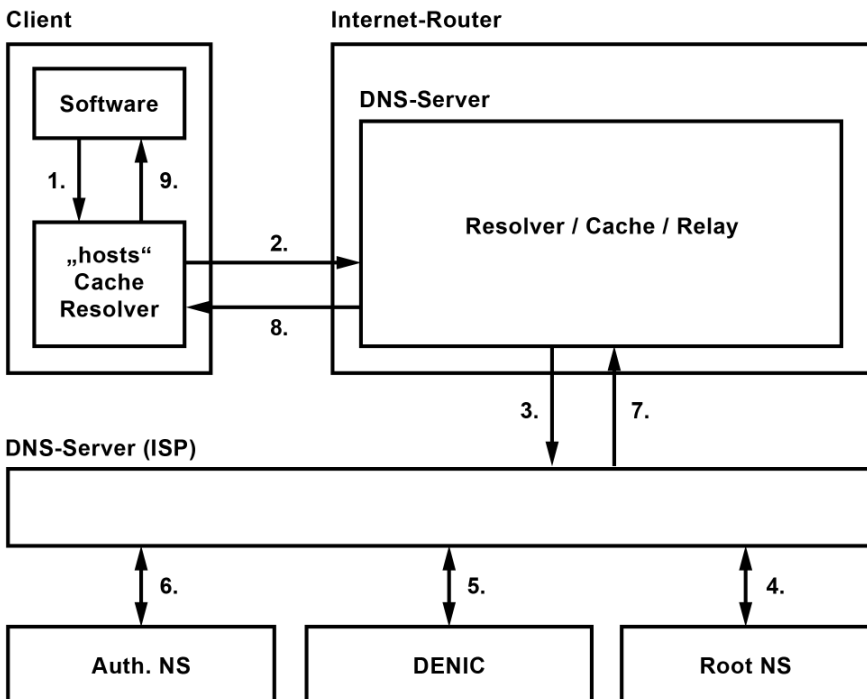 Client
Internet-Router
Software
DNS-Server
1.
9.
„hosts“
Cache
Resolver
2.
8.
Resolver / Cache / Relay
3.
7.
DNS-Server (ISP)
6.
5.
4.
Auth. NS
DENIC
Root NS